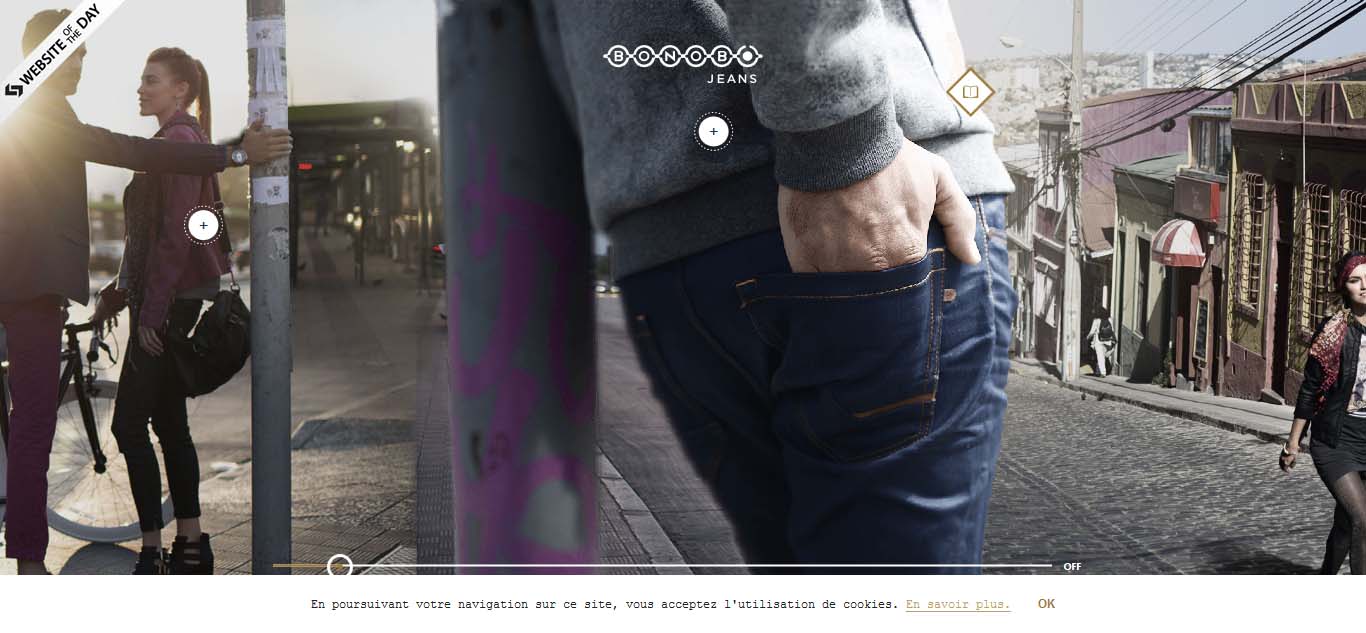 WEBSITE OF THE DAY
BONOBO
JEANS
OFF
En poursuivant votre navigation sur ce site, vous acceptez l'utilisation de cookies. En savoir plus. OK